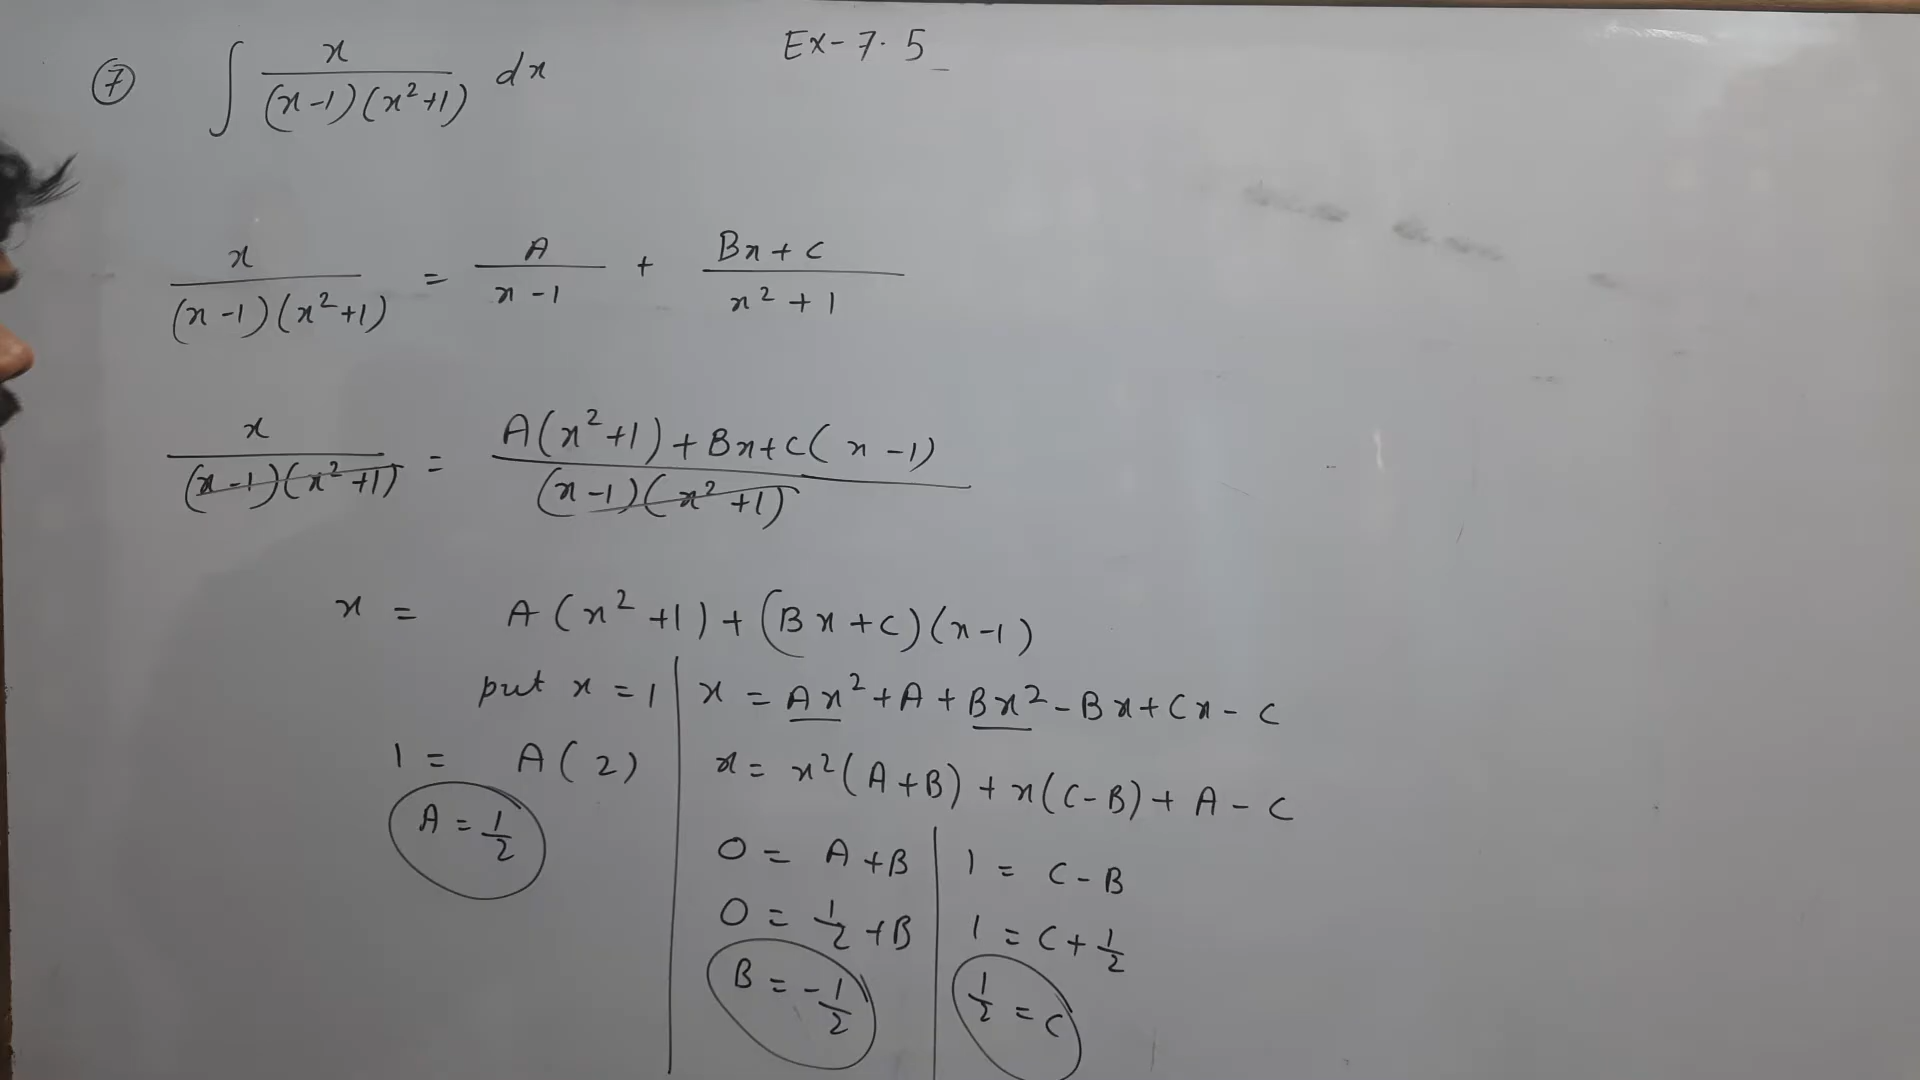 ⑦ ∫ x / (x-1)(x²+1) dx
Ex-7.5
x / (x-1)(x²+1) = A / x-1 + Bx+C / x²+1
x / (x-1)(x²+1) = A(x²+1)+Bx+C(x-1) / (x-1)(x²+1)
x = A(x²+1)+(Bx+C)(x-1)
put x=1
1 = A(2)
A = 1/2
x = Ax²+A+Bx²-Bx+Cx-C
x = x²(A+B)+x(C-B)+A-C
0 = A+B
0 = 1/2+B
B = -1/2
1 = C-B
1 = C+1/2
1/2 = C